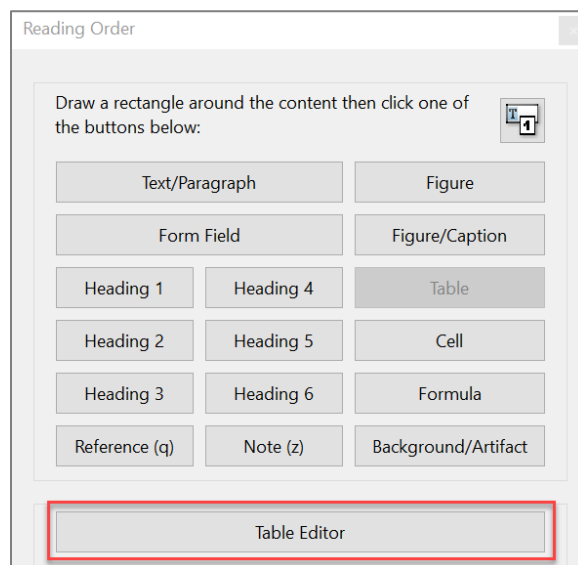 Reading Order
Draw a rectangle around the content then click one of
the buttons below:
T
1
Text/Paragraph
Figure
Form Field
Figure/Caption
Heading 1
Heading 4
Table
Heading 2
Heading 5
Cell
Heading 3
Heading 6
Formula
Reference (q)
Note (z)
Background/Artifact
Table Editor